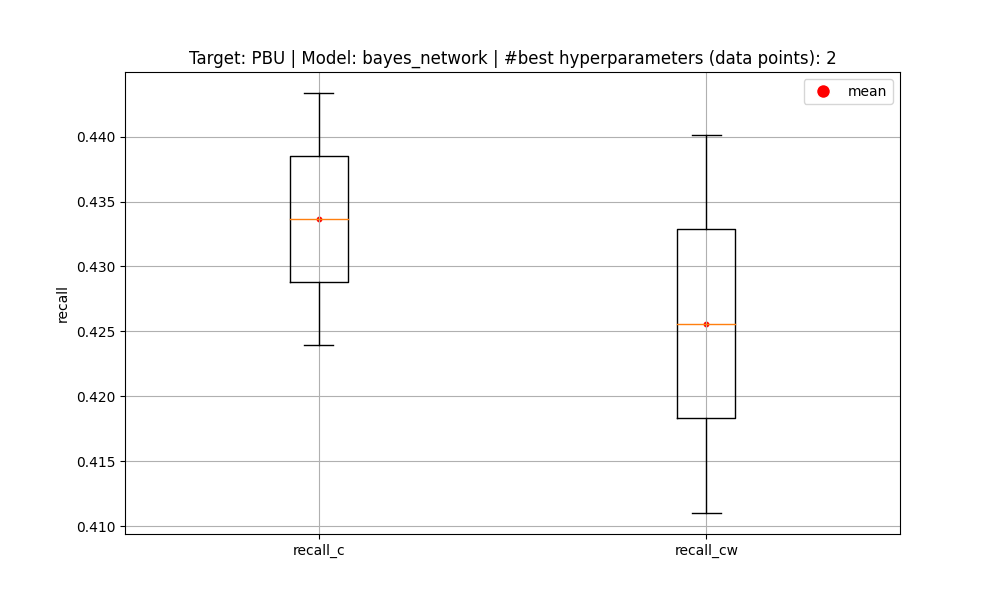 Target: PBU | Model: bayes_network | #best hyperparameters (data points): 2
mean
0.440
0.435
0.430
0.425
0.420
0.415
0.410
recall
recall_c
recall_cw